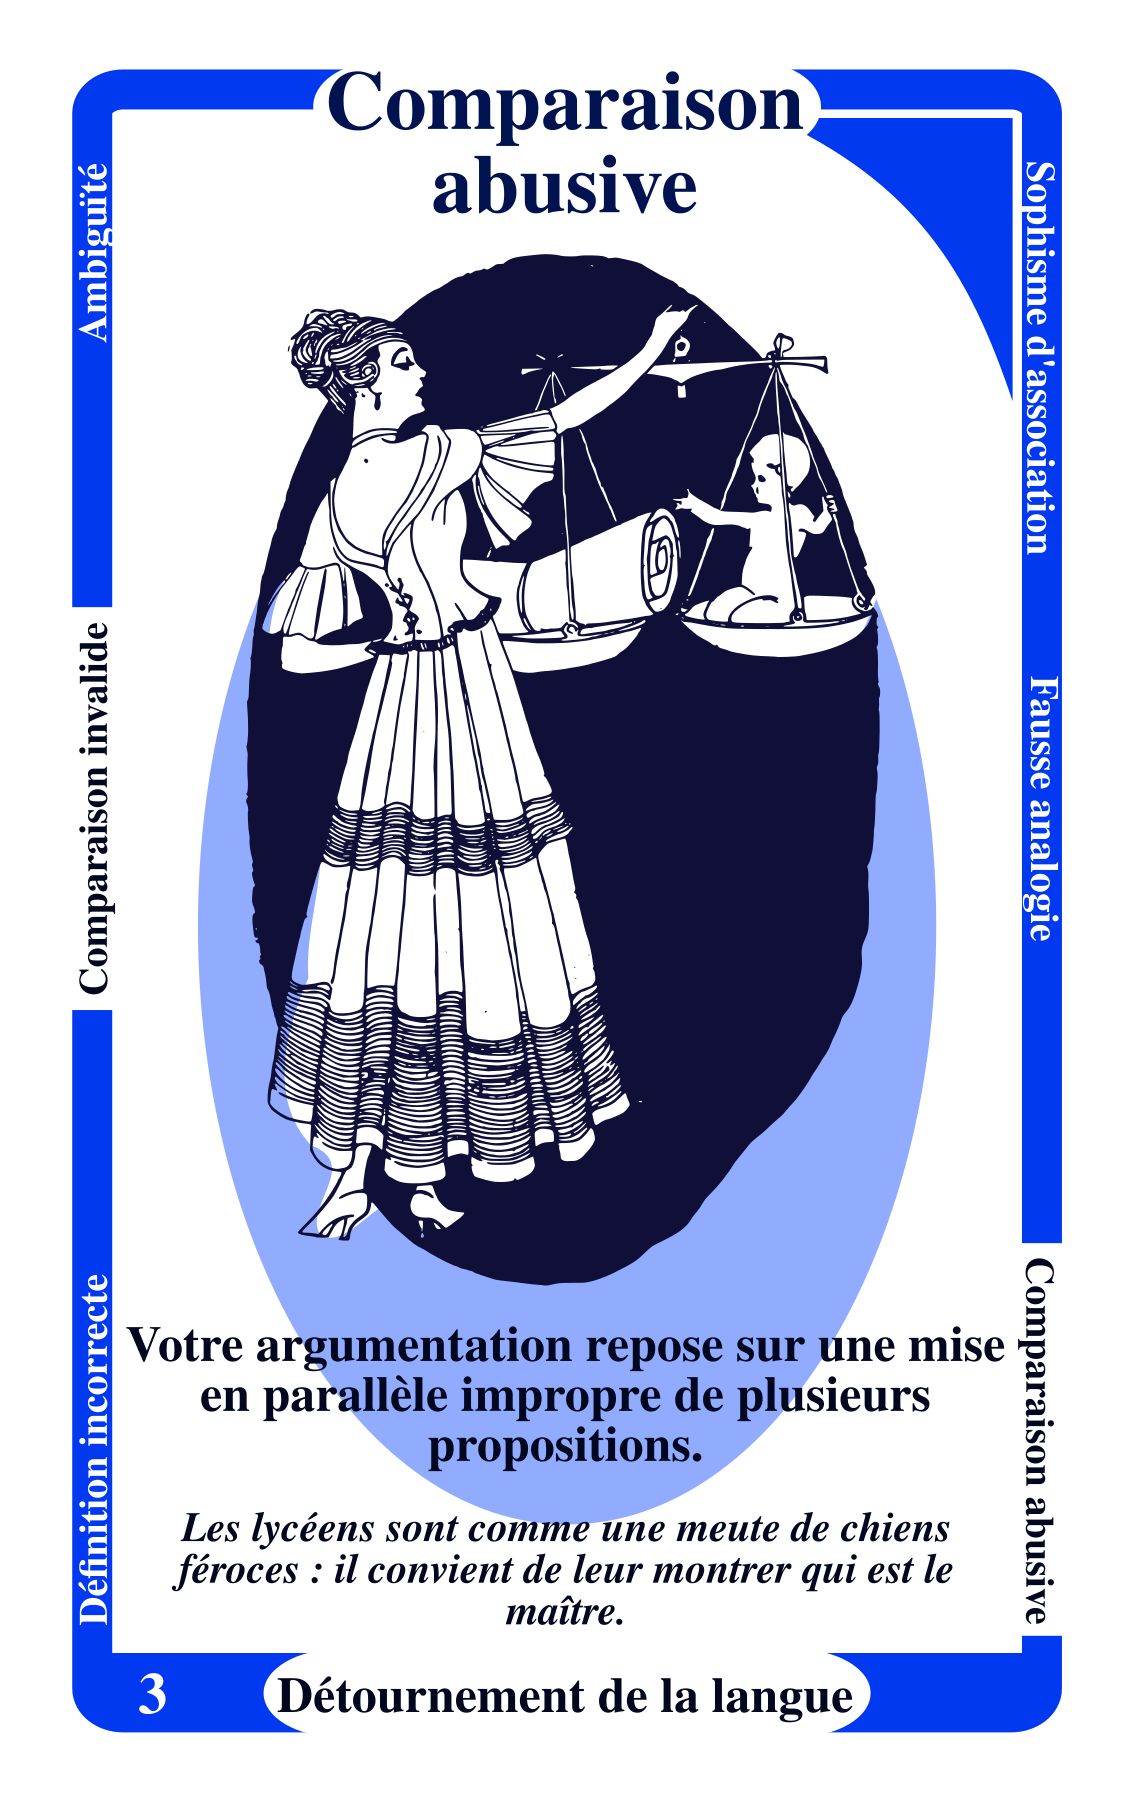 Comparaison
abusive
Ambiguïté
Comparaison invalide
Définition incorrecte
Sophisme d'association
Fausse analogie
Comparaison abusive
Votre argumentation repose sur une mise
en parallèle impropre de plusieurs
propositions.
Les lycéens sont comme une meute de chiens
féroces : il convient de leur montrer qui est le
maître.
3
Détournement de la langue